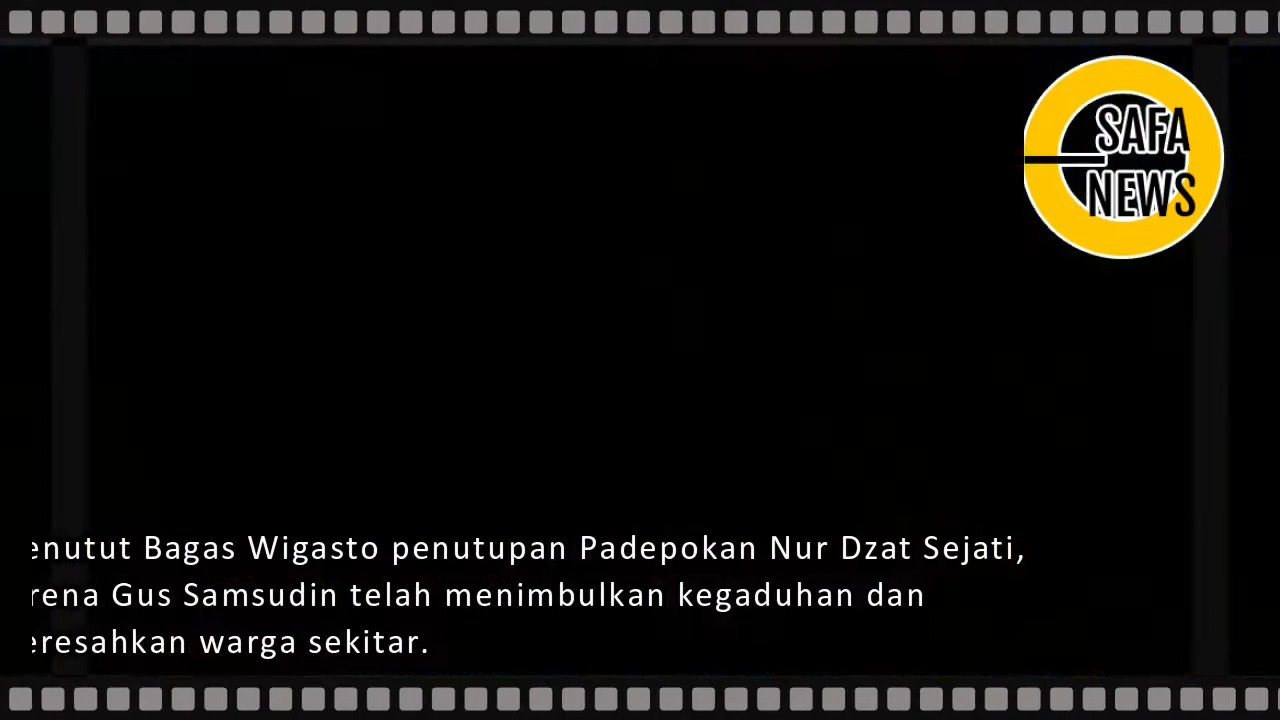 SAFA
NEWS
enutut Bagas Wigasto penutupan Padepokan Nur Dzat Sejati,
rena Gus Samsudin telah menimbulkan kegaduhan dan
eresahkan warga sekitar.